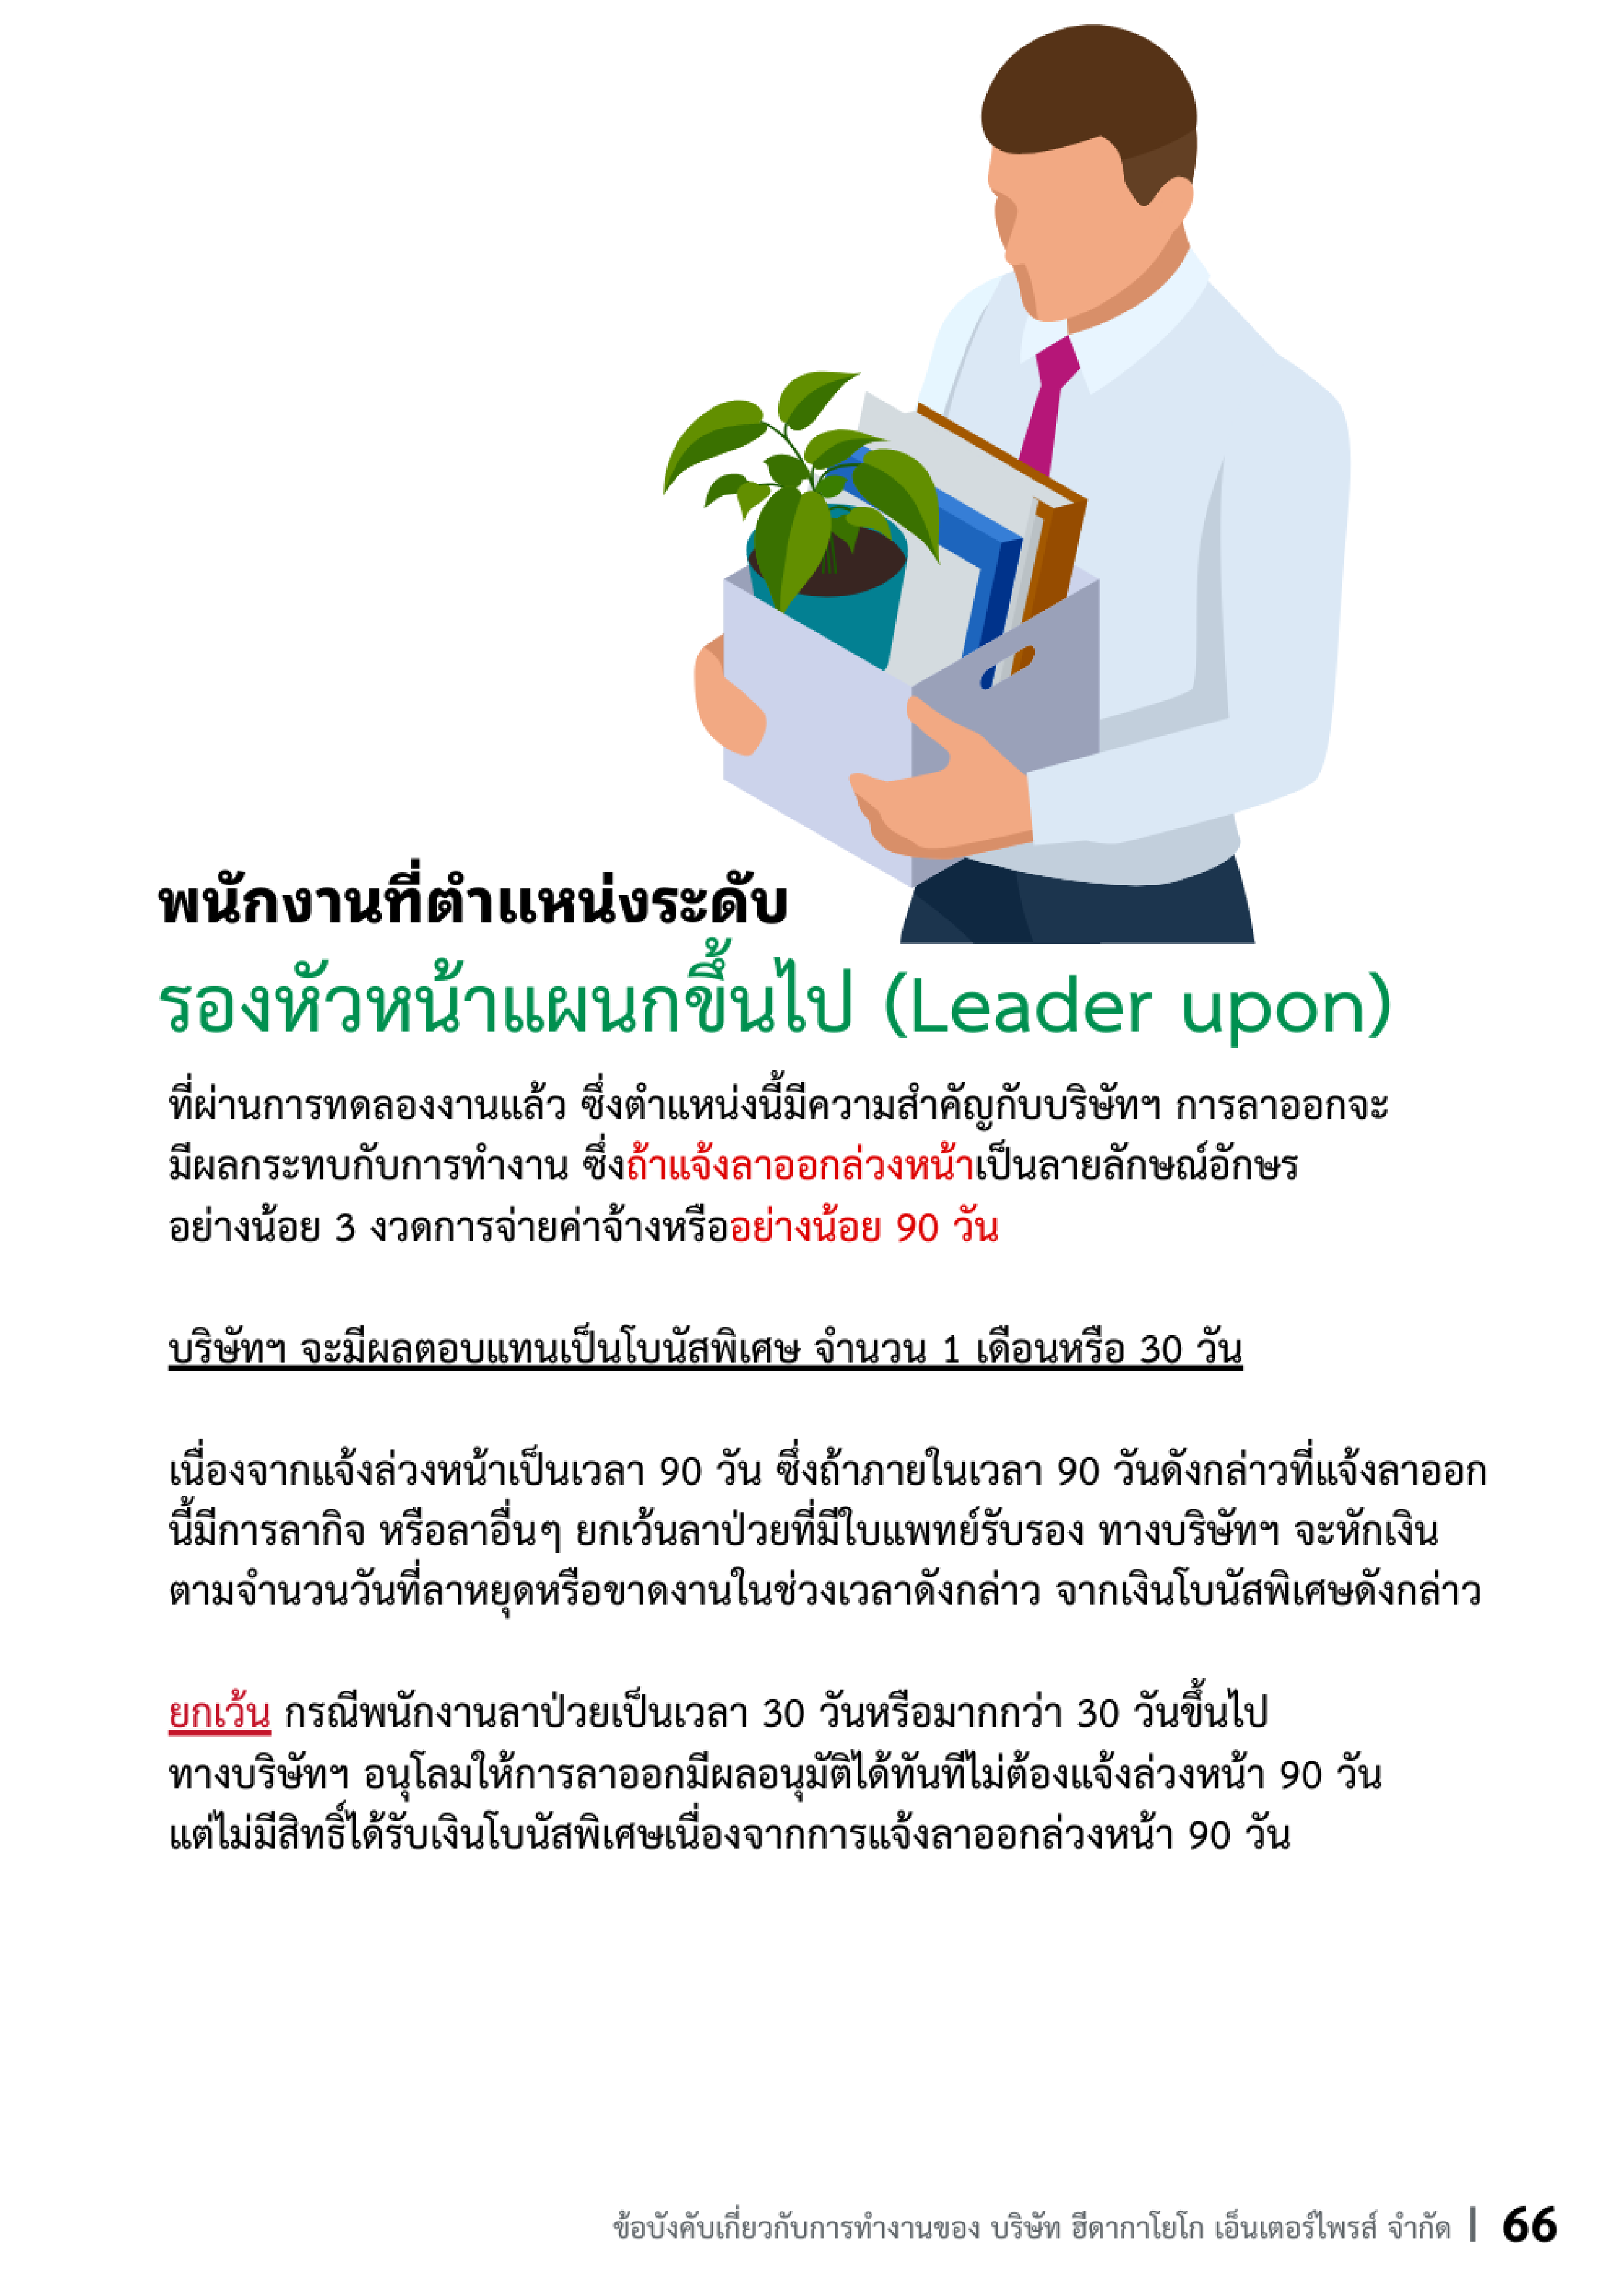 พนักงานที่ตำแหน่งระดับ
รองหัวหน้าแผนกขึ้นไป (Leader upon)
ที่ผ่านการทดลองงานแล้ว ซึ่งตำแหน่งนี้มีความสำคัญกับบริษัทฯ การลาออกจะ
มีผลกระทบกับการทำงาน ซึ่งถ้าแจ้งลาออกล่วงหน้าเป็นลายลักษณ์อักษร
อย่างน้อย 3 งวดการจ่ายค่าจ้างหรืออย่างน้อย 90 วัน
บริษัทฯ จะมีผลตอบแทนเป็นโบนัสพิเศษ จำนวน 1 เดือนหรือ 30 วัน
เนื่องจากแจ้งล่วงหน้าเป็นเวลา 90 วัน ซึ่งถ้าภายในเวลา 90 วันดังกล่าวที่แจ้งลาออก
นี้มีการลากิจ หรือลาอื่นๆ ยกเว้นลาป่วยที่มีใบแพทย์รับรอง ทางบริษัทฯ จะหักเงิน
ตามจำนวนวันที่ลาหยุดหรือขาดงานในช่วงเวลาดังกล่าว จากเงินโบนัสพิเศษดังกล่าว
ยกเว้น กรณีพนักงานลาป่วยเป็นเวลา 30 วันหรือมากกว่า 30 วันขึ้นไป
ทางบริษัทฯ อนุโลมให้การลาออกมีผลอนุมัติได้ทันทีไม่ต้องแจ้งล่วงหน้า 90 วัน
แต่ไม่มีสิทธิ์ได้รับเงินโบนัสพิเศษเนื่องจากการแจ้งลาออกล่วงหน้า 90 วัน
ข้อบังคับเกี่ยวกับการทำงานของ บริษัท ฮีดากาโยโก เอ็นเตอร์ไพรส์ จำกัด | 66